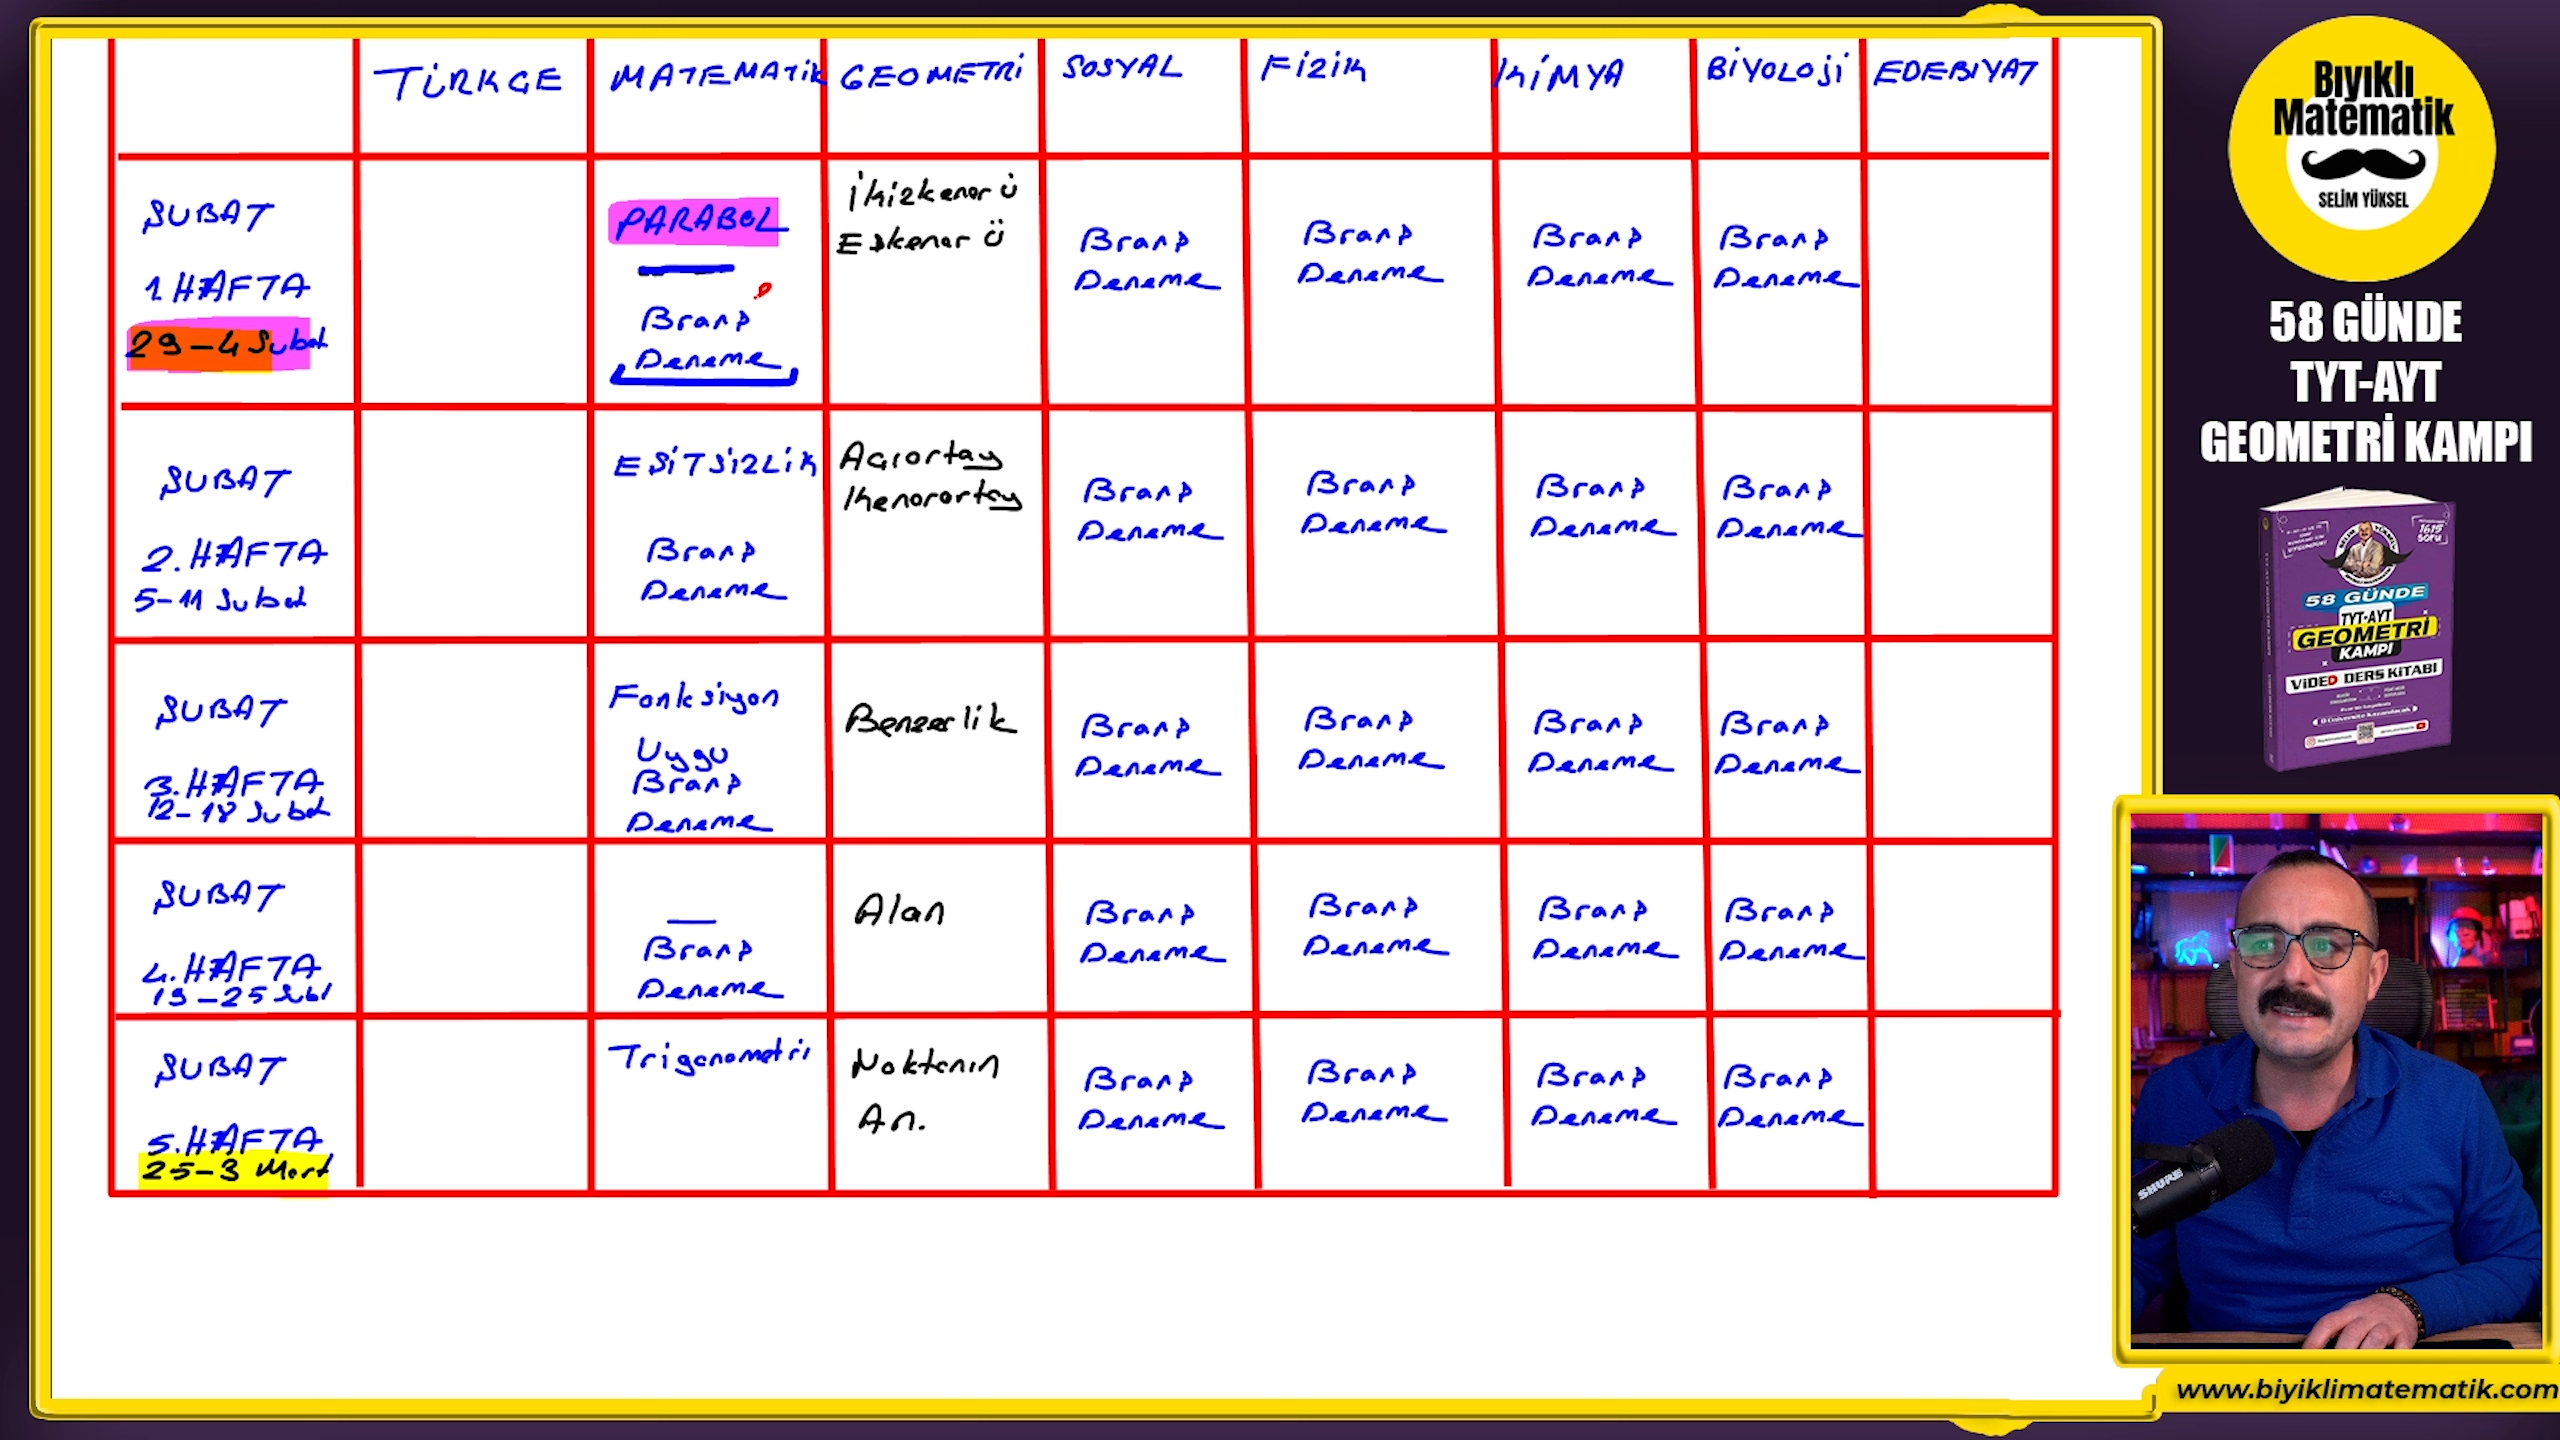 TÜRKÇE MATEMATİK GEOMETRİ SOSYAL FİZİK KİMYA BİYOLOJİ EDEBİYAT
ŞUBAT
1. HAFTA
29-4 Şubat
PARABOL
Branş
Deneme
İkizkenar Ü
Eşkenar Ü
Branş
Deneme
Branş
Deneme
Branş
Deneme
Branş
Deneme
ŞUBAT
2. HAFTA
5-11 Şubat
EŞİTSİZLİK
Branş
Deneme
Açıortay
Kenarortay
Branş
Deneme
Branş
Deneme
Branş
Deneme
Branş
Deneme
ŞUBAT
3. HAFTA
12-18 Şubat
Fonksiyon
Uygu
Branş
Deneme
Benzerlik
Branş
Deneme
Branş
Deneme
Branş
Deneme
Branş
Deneme
ŞUBAT
4. HAFTA
19-25 Şubt
Branş
Deneme
Alan
Branş
Deneme
Branş
Deneme
Branş
Deneme
Branş
Deneme
ŞUBAT
5. HAFTA
25-3 Mart
Trigonometri
Noktanın
An.
Branş
Deneme
Branş
Deneme
Branş
Deneme
Branş
Deneme
Bıyıklı
Matematik
SELİM YÜKSEL
58 GÜNDE
TYT-AYT
GEOMETRİ KAMPI
1615
soru
58 GÜNDE
TYT-AYT
GEOMETRİ
KAMPI
VİDEO DERS KİTABI
SHURE
www.biyiklimatematik.com